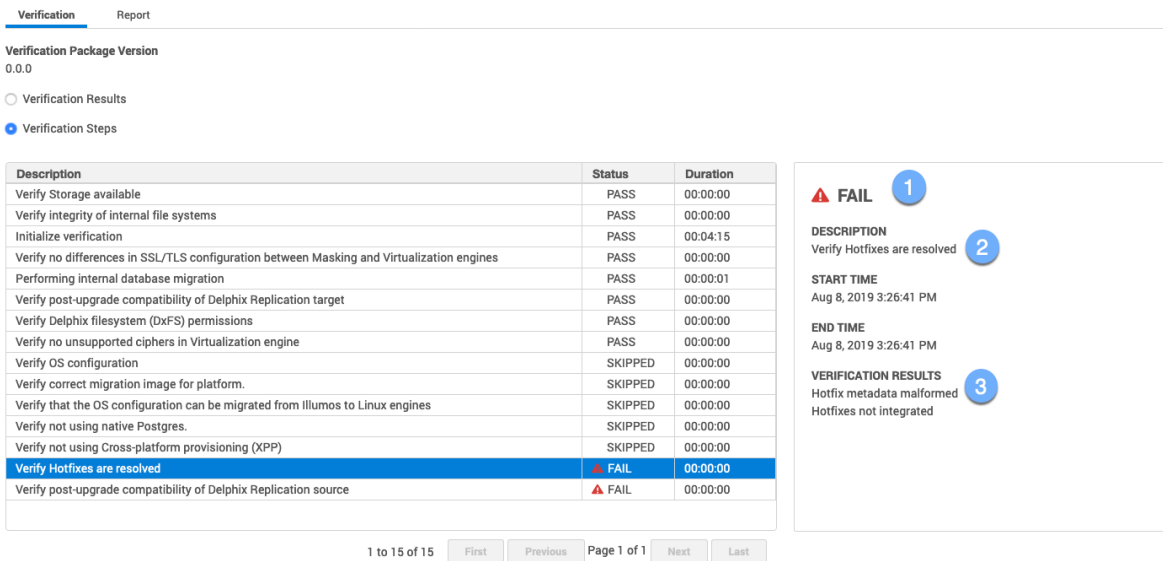 Verification Report
Verification Package Version
0.0.0
Verification Results
Verification Steps
Description Status Duration
Verify Storage available PASS 00:00:00
Verify integrity of internal file systems PASS 00:00:00
Initialize verification PASS 00:04:15
Verify no differences in SSL/TLS configuration between Masking and Virtualization engines PASS 00:00:00
Performing internal database migration PASS 00:00:01
Verify post-upgrade compatibility of Delphix Replication target PASS 00:00:00
Verify Delphix filesystem (DxFS) permissions PASS 00:00:00
Verify no unsupported ciphers in Virtualization engine PASS 00:00:00
Verify OS configuration SKIPPED 00:00:00
Verify correct migration image for platform. SKIPPED 00:00:00
Verify that the OS configuration can be migrated from Illumos to Linux engines SKIPPED 00:00:00
Verify not using native Postgres. SKIPPED 00:00:00
Verify not using Cross-platform provisioning (XPP) SKIPPED 00:00:00
Verify Hotfixes are resolved FAIL 00:00:00
Verify post-upgrade compatibility of Delphix Replication source FAIL 00:00:00
1 to 15 of 15 First Previous Page 1 of 1 Next Last
FAIL 1
DESCRIPTION
Verify Hotfixes are resolved 2
START TIME
Aug 8, 2019 3:26:41 PM
END TIME
Aug 8, 2019 3:26:41 PM
VERIFICATION RESULTS
Hotfix metadata malformed 3
Hotfixes not integrated